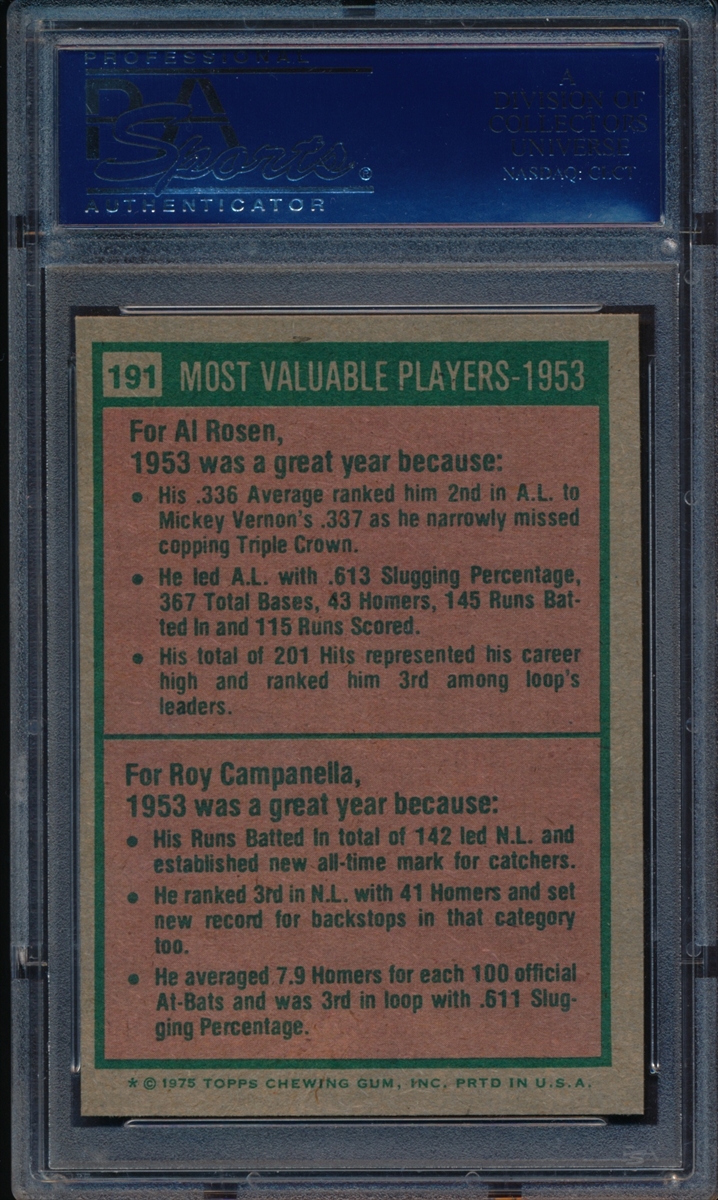 PROFESSIONAL
PSA
Sports®
AUTHENTICATOR
A
DIVISION OF
COLLECTORS
UNIVERSE
NASDAQ: CLCT
191 MOST VALUABLE PLAYERS-1953
For Al Rosen,
1953 was a great year because:
• His .336 Average ranked him 2nd in A.L. to
Mickey Vernon's .337 as he narrowly missed
copping Triple Crown.
• He led A.L. with .613 Slugging Percentage,
367 Total Bases, 43 Homers, 145 Runs Bat-
ted In and 115 Runs Scored.
• His total of 201 Hits represented his career
high and ranked him 3rd among loop's
leaders.
For Roy Campanella,
1953 was a great year because:
• His Runs Batted In total of 142 led N.L. and
established new all-time mark for catchers.
• He ranked 3rd in N.L. with 41 Homers and set
new record for backstops in that category
too.
• He averaged 7.9 Homers for each 100 official
At-Bats and was 3rd in loop with .611 Slug-
ging Percentage.
* © 1975 TOPPS CHEWING GUM, INC. PRTD IN U.S.A.
PSA